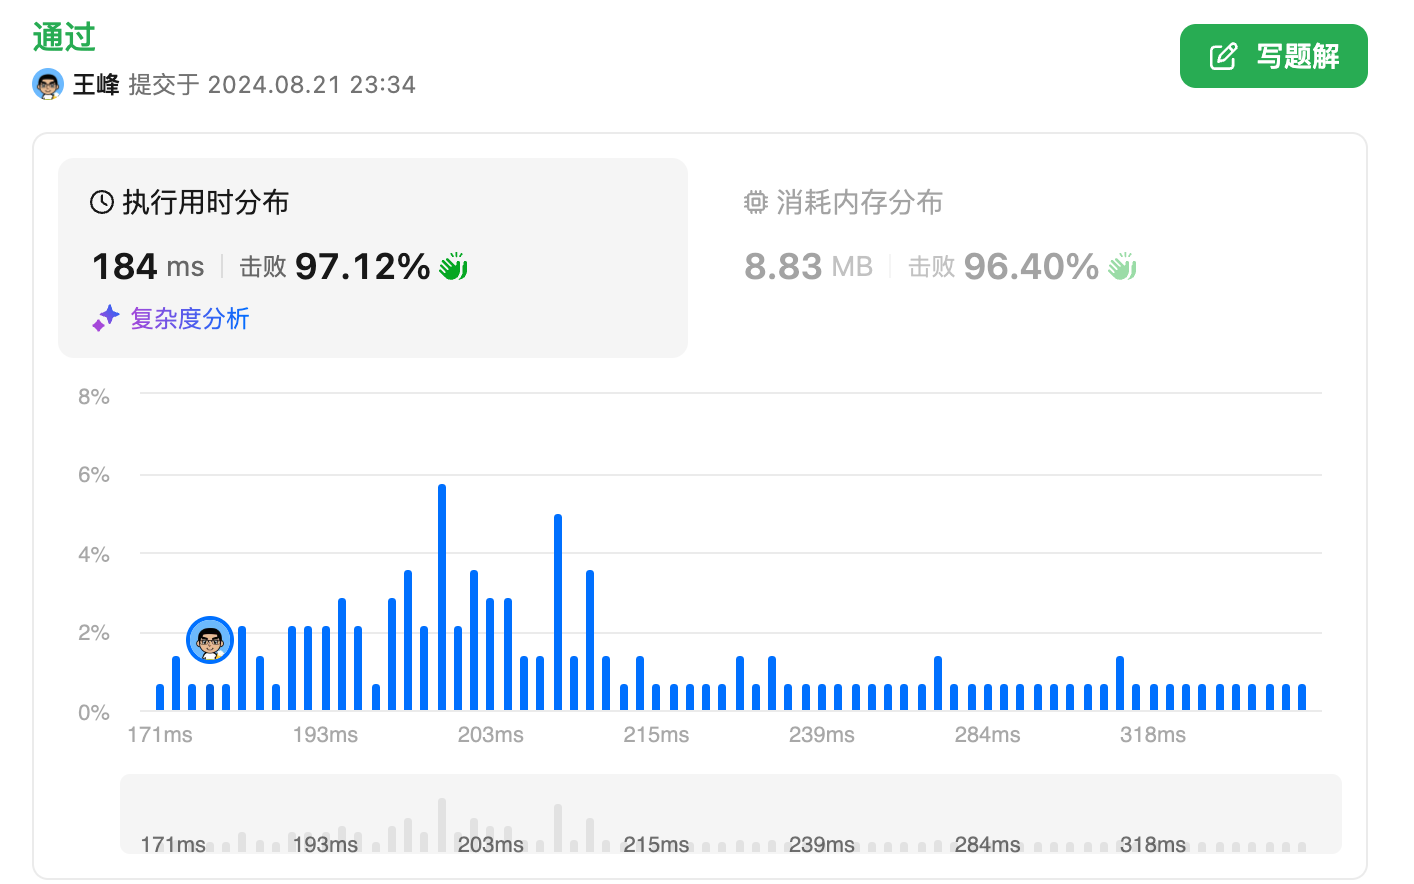 通过
写题解
王峰 提交于 2024.08.21 23:34
执行用时分布
184 ms 击败 97.12%
复杂度分析
消耗内存分布
8.83 MB 击败 96.40%
8%
6%
4%
2%
0%
171ms 193ms 203ms 215ms 239ms 284ms 318ms
171ms 193ms 203ms 215ms 239ms 284ms 318ms